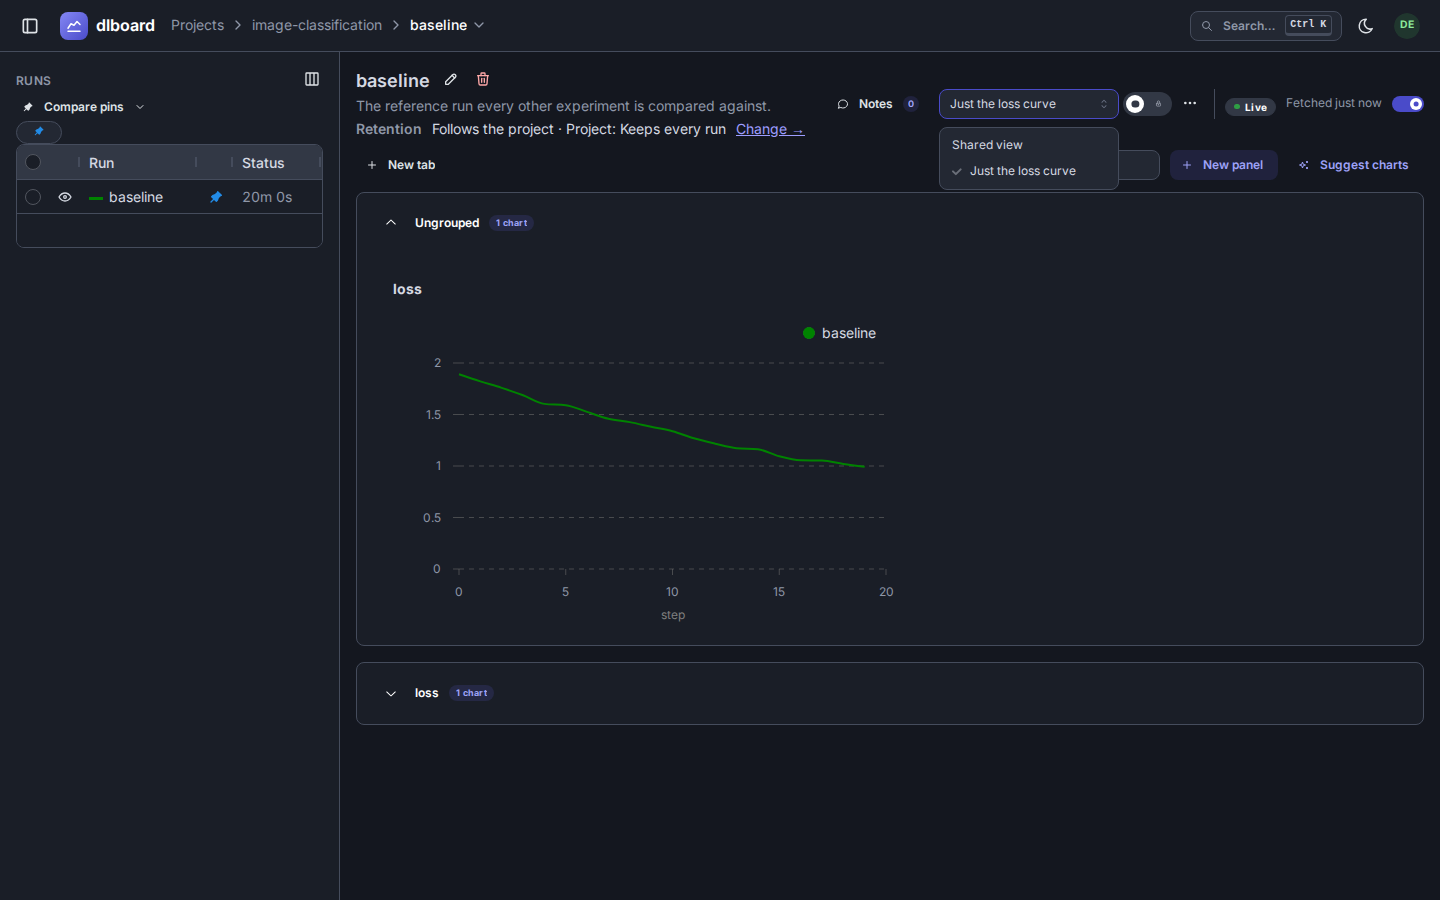 dlboard Projects image-classification baseline Search... Ctrl K DE
RUNS
Compare pins
Run Status
baseline 20m 0s
baseline
The reference run every other experiment is compared against.
Retention Follows the project · Project: Keeps every run Change →
Notes 0 Just the loss curve Live Fetched just now
Shared view
Just the loss curve
New tab New panel Suggest charts
Ungrouped 1 chart
loss
baseline
2
1.5
1
0.5
0
0 5 10 15 20
step
loss 1 chart